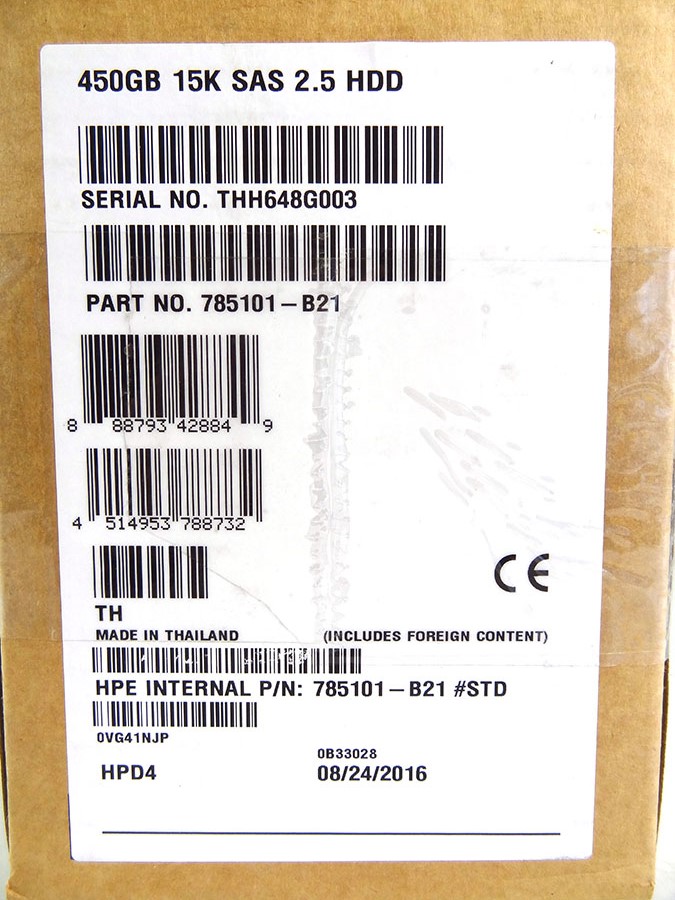 450GB 15K SAS 2.5 HDD
SERIAL NO. THH648G003
PART NO. 785101-B21
8 88793 42884 9
4 514953 788732
CE
TH
MADE IN THAILAND (INCLUDES FOREIGN CONTENT)
HPE INTERNAL P/N: 785101-B21 #STD
0VG41NJP
0B33028
HPD4 08/24/2016